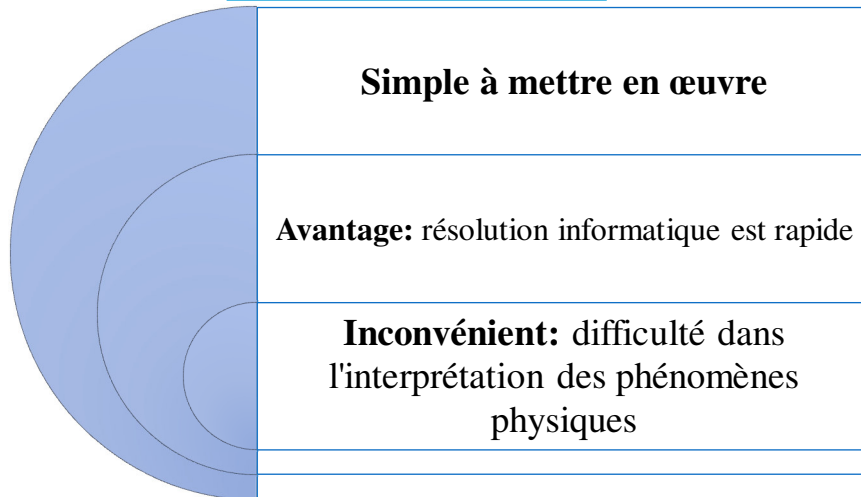 Simple à mettre en œuvre
Avantage: résolution informatique est rapide
Inconvénient: difficulté dans
l'interprétation des phénomènes
physiques